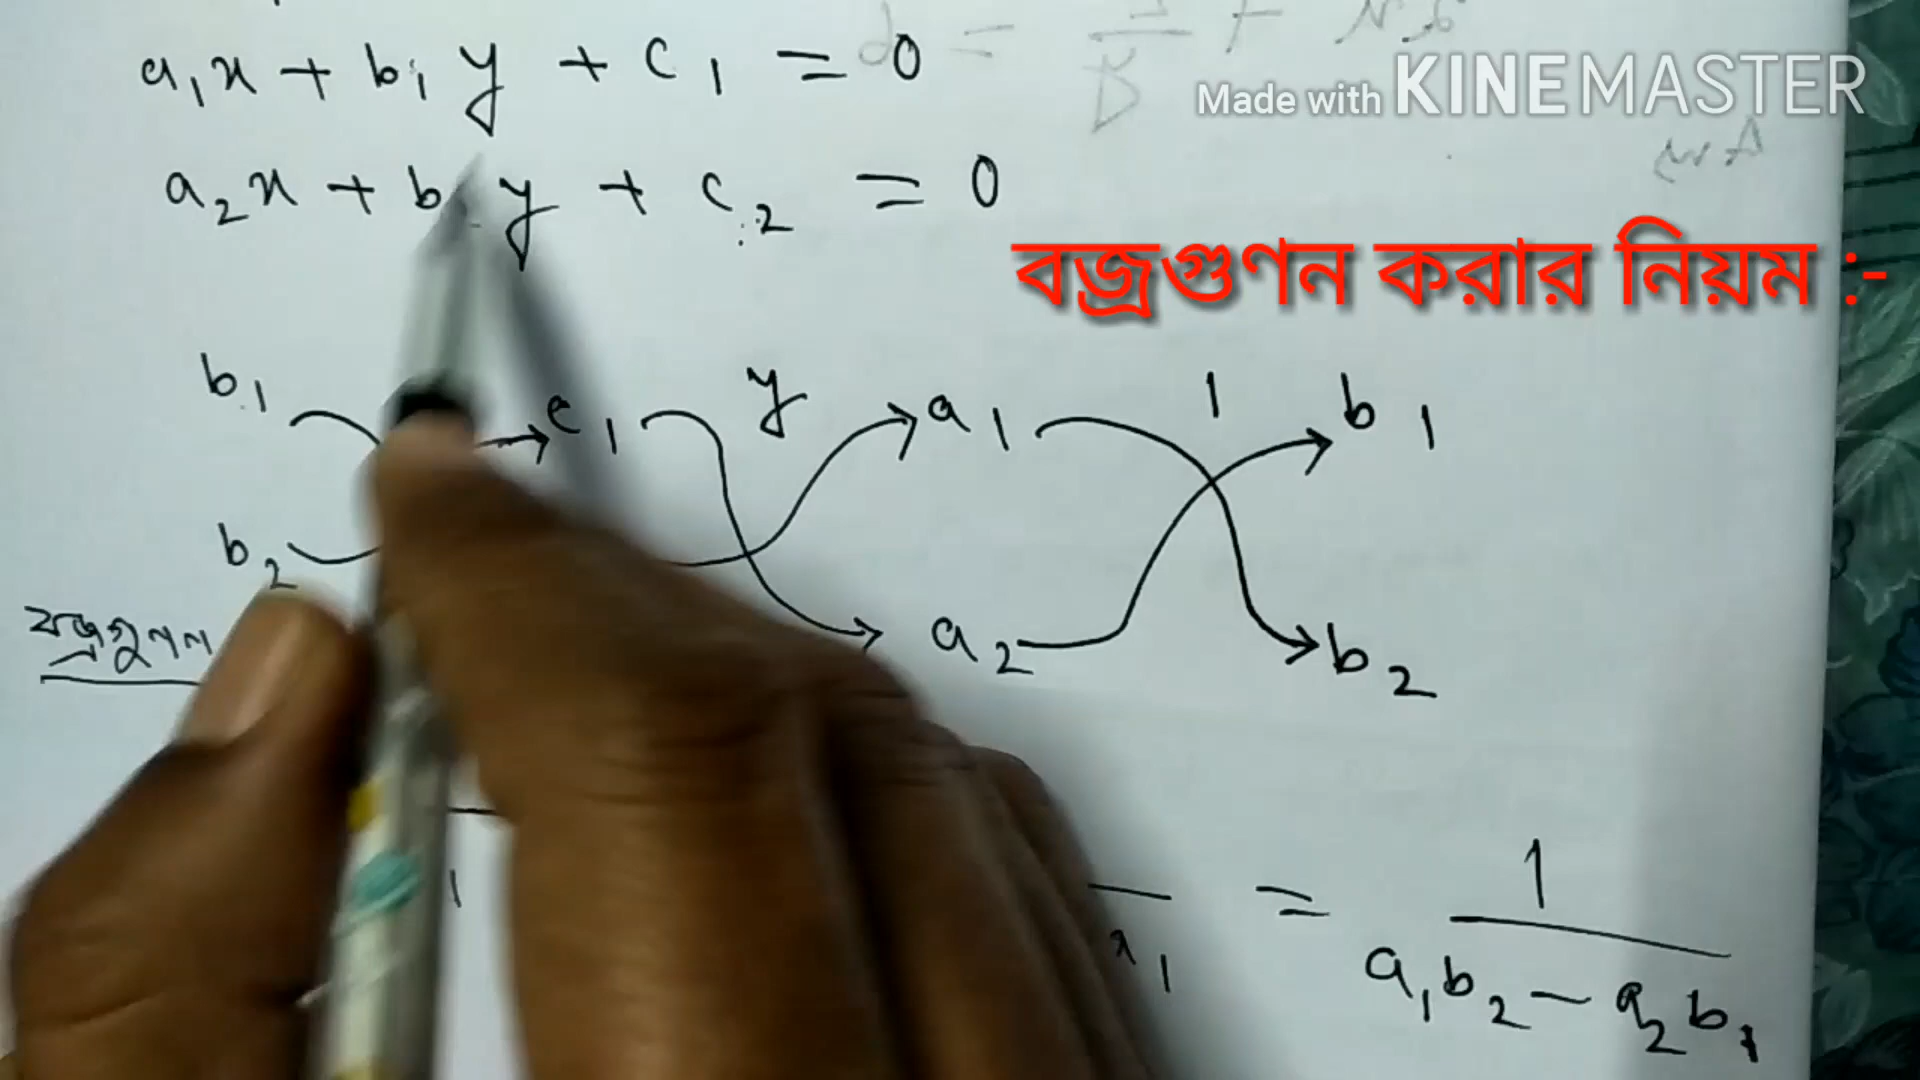 a₁x + b₁y + c₁ = 0
Made with KINEMASTER
a₂x + b y + c₂ = 0
বজ্রগুণন করার নিয়ম :-
b₁ c₁ y a₁ 1 b₁
b₂ a₂ b₂
বজ্রগুণন
= 1
a₁b₂ - a₂b₁